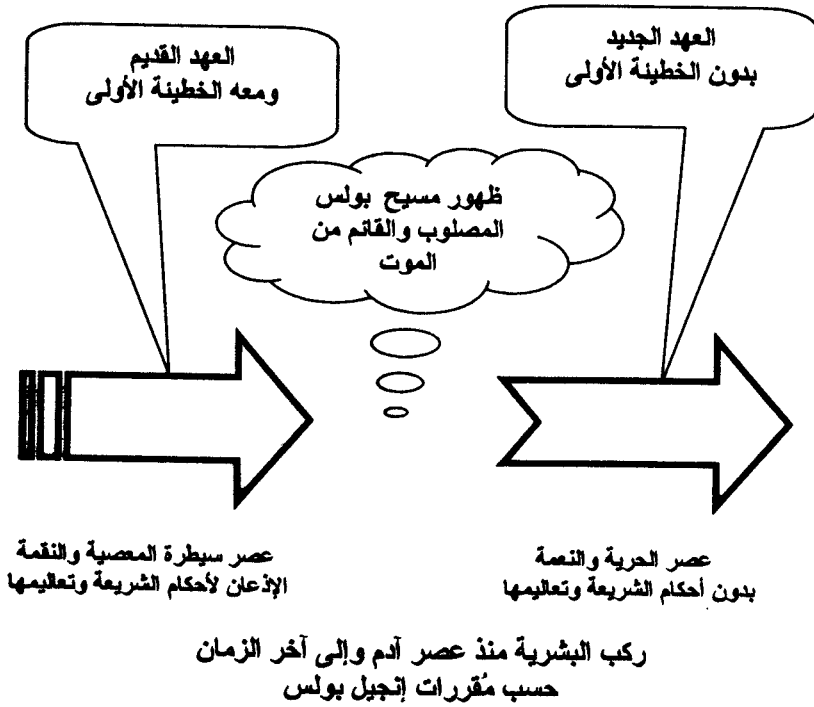 العهد القديم
ومعه الخطيئة الأولى
العهد الجديد
بدون الخطيئة الأولى
ظهور مسيح بولس
المصلوب والقائم من
الموت
عصر سيطرة المعصية والنقمة
الإذعان لأحكام الشريعة وتعاليمها
عصر الحرية والنعمة
بدون أحكام الشريعة وتعاليمها
ركب البشرية منذ عصر آدم وإلى آخر الزمان
حسب مُقررات إنجيل بولس